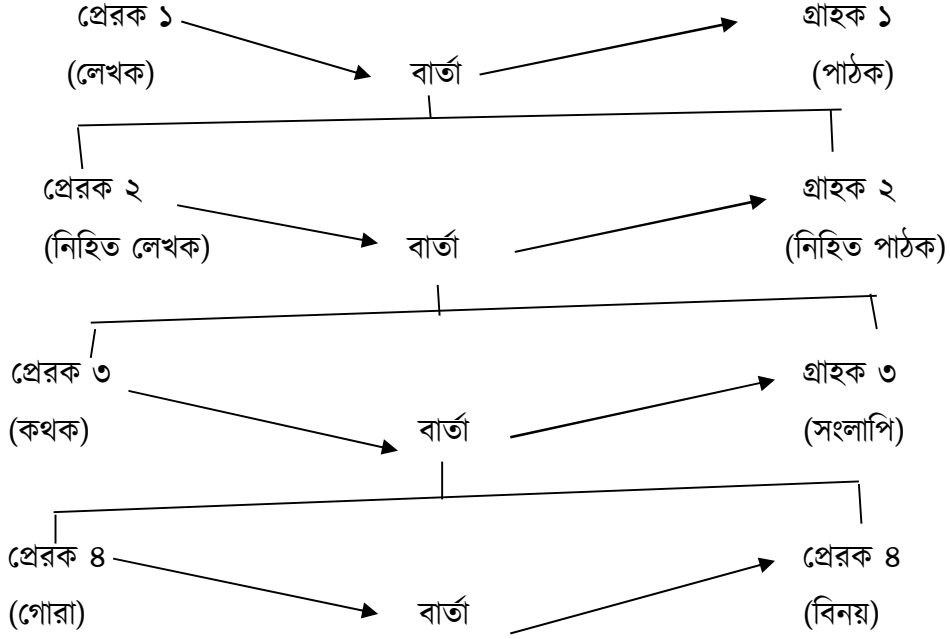 প্রেরক ১ গ্রাহক ১
(লেখক) বার্তা (পাঠক)
প্রেরক ২ গ্রাহক ২
(নিহিত লেখক) বার্তা (নিহিত পাঠক)
প্রেরক ৩ গ্রাহক ৩
(কথক) বার্তা (সংলাপি)
প্রেরক ৪ প্রেরক ৪
(গোরা) বার্তা (বিনয়)